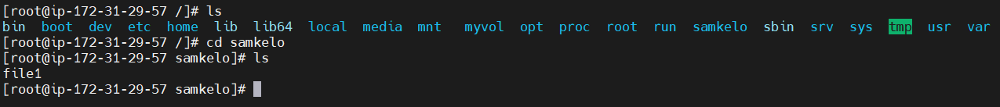 [root@ip-172-31-29-57 /]# ls
bin boot dev etc home lib lib64 local media mnt myvol opt proc root run samkelo sbin srv sys tmp usr var
[root@ip-172-31-29-57 /]# cd samkelo
[root@ip-172-31-29-57 samkelo]# ls
file1
[root@ip-172-31-29-57 samkelo]#